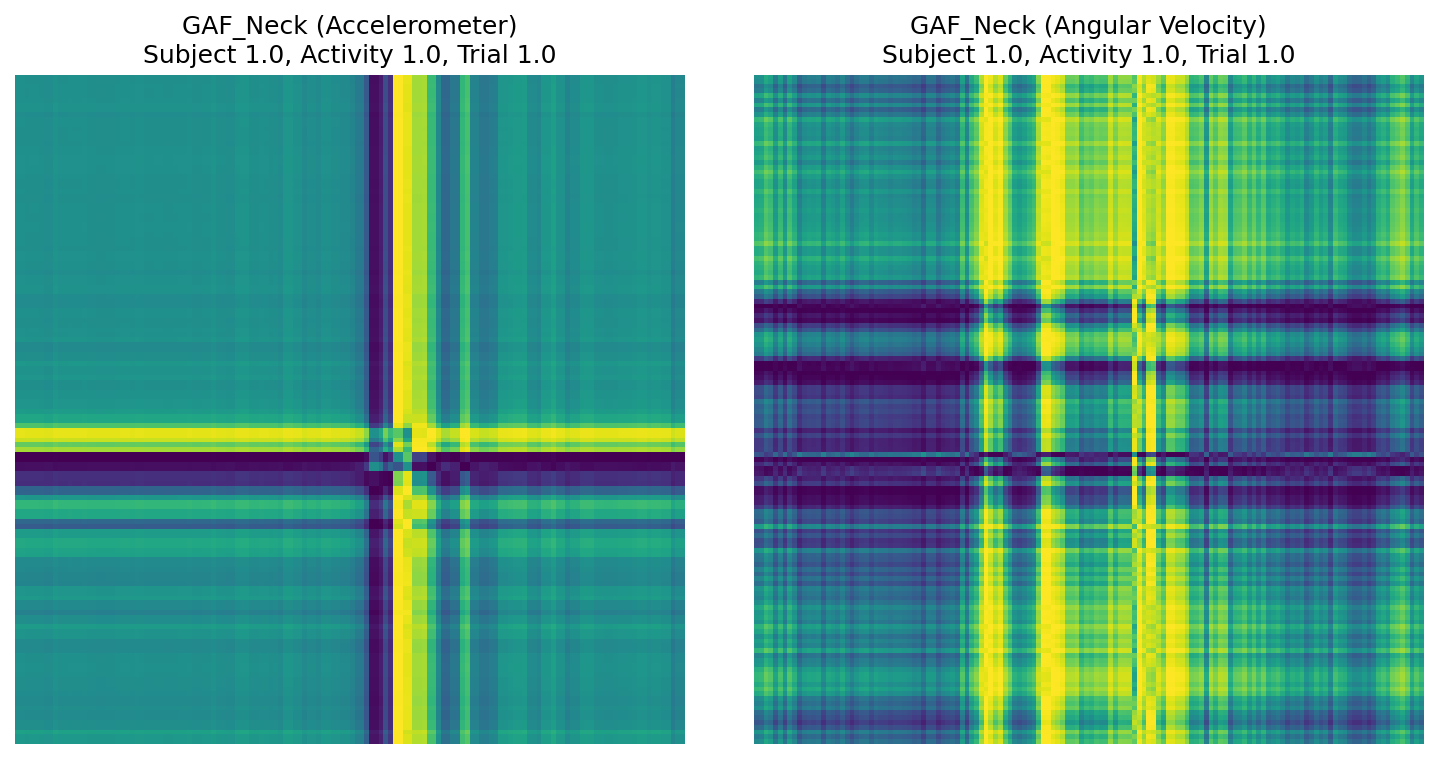 GAF_Neck (Accelerometer)
Subject 1.0, Activity 1.0, Trial 1.0
GAF_Neck (Angular Velocity)
Subject 1.0, Activity 1.0, Trial 1.0